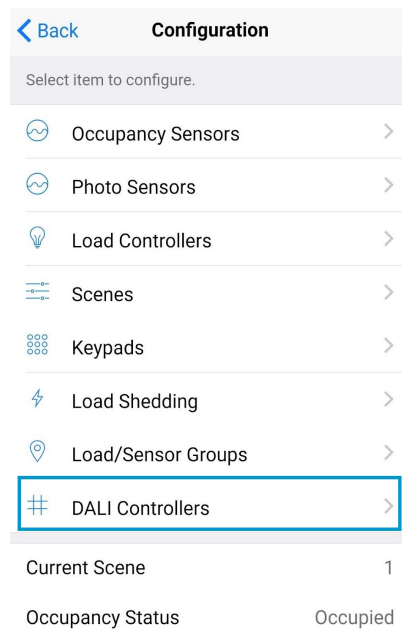 Back Configuration
Select item to configure.
Occupancy Sensors
Photo Sensors
Load Controllers
Scenes
Keypads
Load Shedding
Load/Sensor Groups
DALI Controllers
Current Scene 1
Occupancy Status Occupied